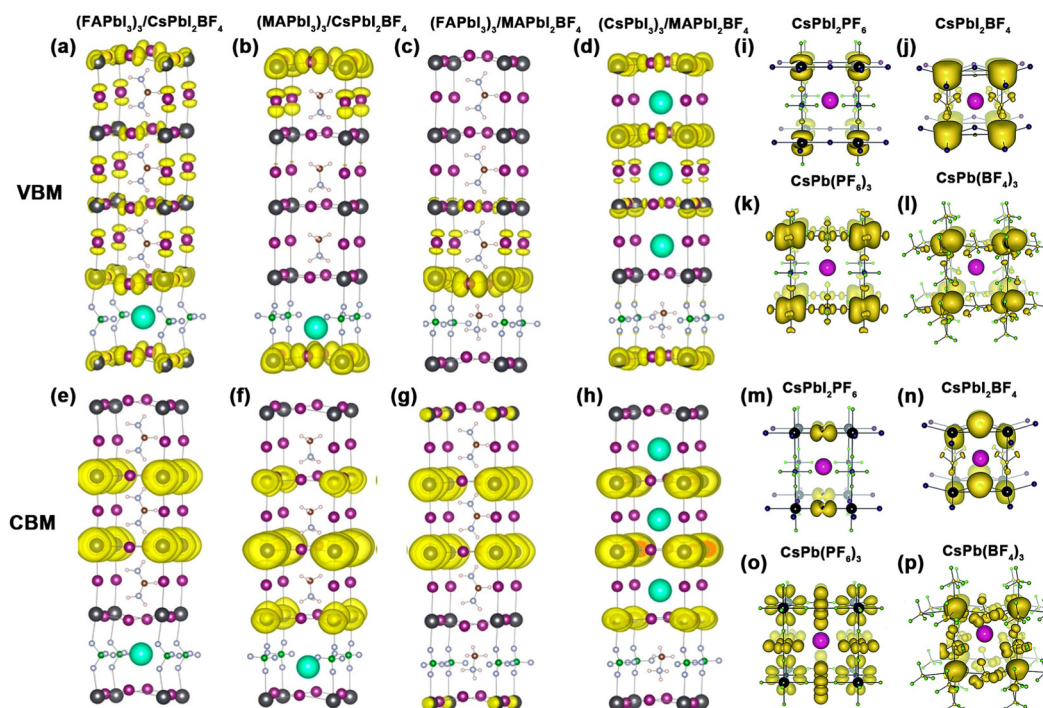 (FAPbI₃)₃/CsPbI₂BF₄ (MAPbI₃)₃/CsPbI₂BF₄ (FAPbI₃)₃/MAPbI₂BF₄ (CsPbI₃)₃/MAPbI₂BF₄ CsPbI₂PF₆ CsPbI₂BF₄
(a) (b) (c) (d) (i) (j)
CsPb(PF₆)₃ CsPb(BF₄)₃
VBM
(k) (l)
CsPbI₂PF₆ CsPbI₂BF₄
(e) (f) (g) (h) (m) (n)
CBM
CsPb(PF₆)₃ CsPb(BF₄)₃
(o) (p)